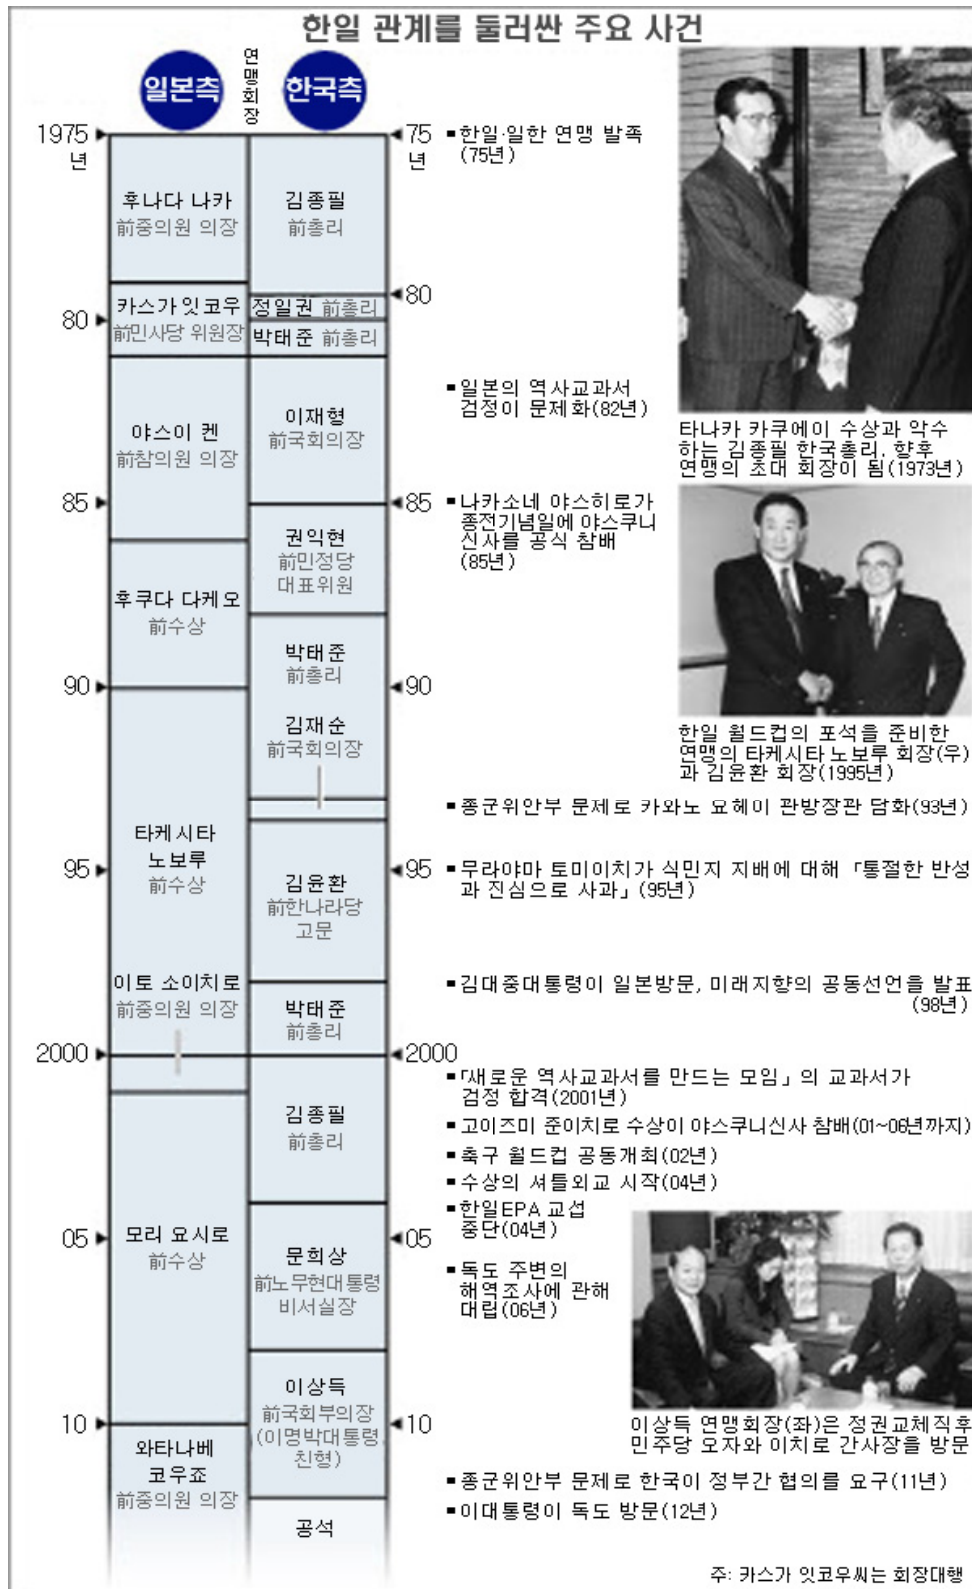 한일 관계를 둘러싼 주요 사건
일본측
연맹회장
한국측
1975
년
75
년
후나다 나카
前중의원 의장
김종필
前총리
80
카스가 잇코우
前민사당 위원장
정일권 前총리
80
박태준 前총리
야스이 켄
前참의원 의장
이재형
前국회의장
85
85
권익현
前민정당
대표위원
후쿠다 다케오
前수상
박태준
前총리
90
90
김재순
前국회의장
타케시타
노보루
前수상
95
95
김윤환
前한나라당
고문
이토 소이치로
前중의원 의장
박태준
前총리
2000
2000
김종필
前총리
모리 요시로
前수상
05
05
문희상
前노무현대통령
비서실장
이상득
前국회부의장
(이명박대통령
친형)
10
10
와타나베
코우죠
前중의원 의장
공석
▪한일·일한 연맹 발족
(75년)
▪일본의 역사교과서
검정이 문제화(82년)
▪나카소네 야스히로가
종전기념일에 야스쿠니
신사를 공식 참배
(85년)
▪종군위안부 문제로 카와노 요헤이 관방장관 담화(93년)
▪무라야마 토미이치가 식민지 지배에 대해 「통절한 반성
과 진심으로 사과」(95년)
▪김대중대통령이 일본방문, 미래지향의 공동선언을 발표
(98년)
▪「새로운 역사교과서를 만드는 모임」의 교과서가
검정 합격(2001년)
▪고이즈미 준이치로 수상이 야스쿠니신사 참배(01~06년까지)
▪축구 월드컵 공동개최(02년)
▪수상의 셔틀외교 시작(04년)
▪한일EPA 교섭
중단(04년)
▪독도 주변의
해역조사에 관해
대립(06년)
▪종군위안부 문제로 한국이 정부간 협의를 요구(11년)
▪이대통령이 독도 방문(12년)
타나카 카쿠에이 수상과 악수
하는 김종필 한국총리. 향후
연맹의 초대 회장이 됨(1973년)
한일 월드컵의 포석을 준비한
연맹의 타케시타 노보루 회장(우)
과 김윤환 회장(1995년)
이상득 연맹회장(좌)은 정권교체직후
민주당 오자와 이치로 간사장을 방문
주: 카스가 잇코우씨는 회장대행